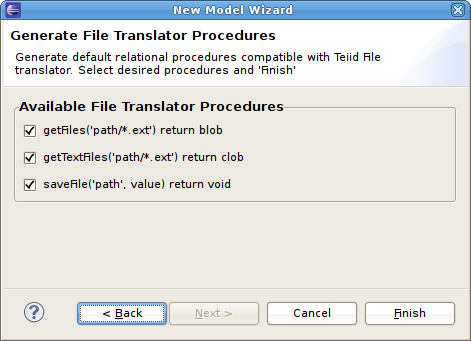 New Model Wizard
Generate File Translator Procedures
Generate default relational procedures compatible with Teiid File
translator. Select desired procedures and 'Finish'
Available File Translator Procedures
getFiles('path/*.ext') return blob
getTextFiles('path/*.ext') return clob
saveFile('path', value) return void
?
< Back
Next >
Cancel
Finish